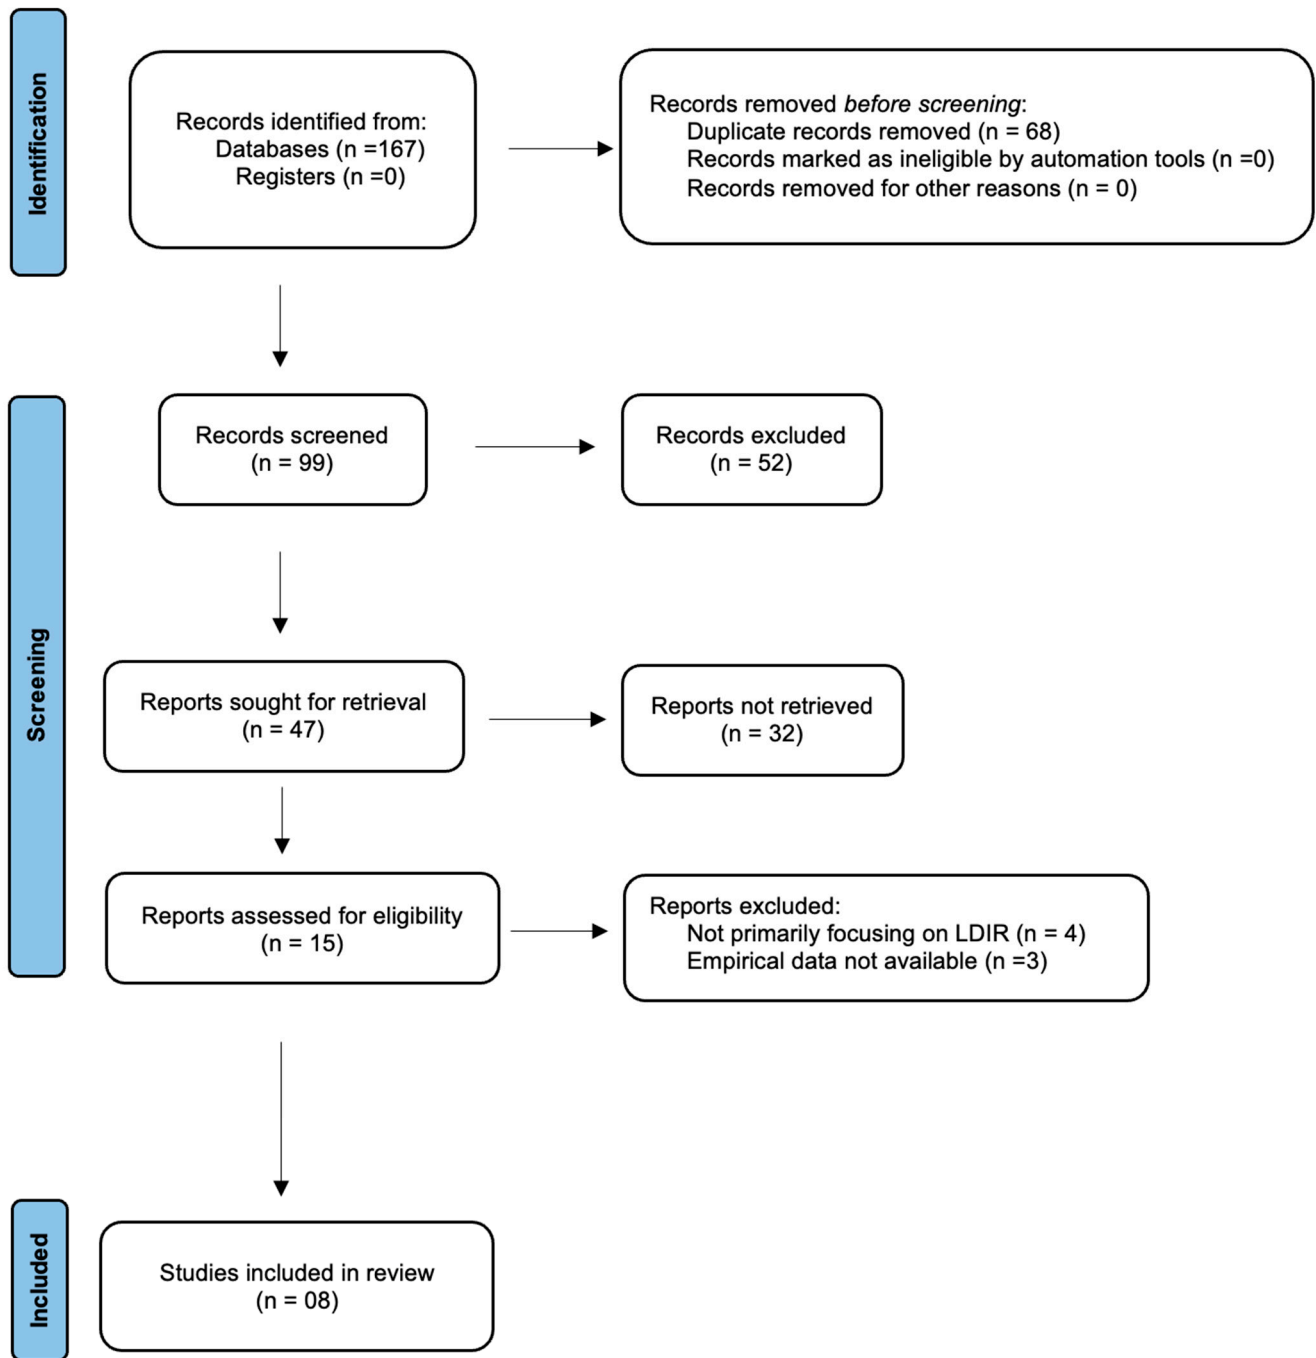 Identification
Records identified from:
Databases (n =167)
Registers (n =0)
Records removed before screening:
Duplicate records removed (n = 68)
Records marked as ineligible by automation tools (n =0)
Records removed for other reasons (n = 0)
Screening
Records screened
(n = 99)
Records excluded
(n = 52)
Reports sought for retrieval
(n = 47)
Reports not retrieved
(n = 32)
Reports assessed for eligibility
(n = 15)
Reports excluded:
Not primarily focusing on LDIR (n = 4)
Empirical data not available (n =3)
Included
Studies included in review
(n = 08)